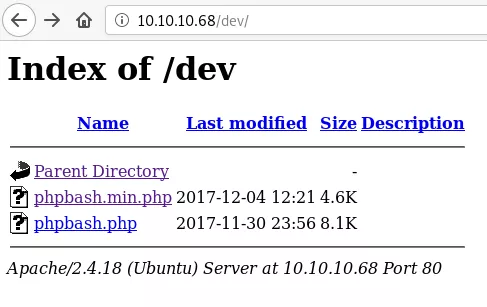 10.10.10.68/dev/
Index of /dev
Name Last modified Size Description
Parent Directory -
phpbash.min.php 2017-12-04 12:21 4.6K
phpbash.php 2017-11-30 23:56 8.1K
Apache/2.4.18 (Ubuntu) Server at 10.10.10.68 Port 80